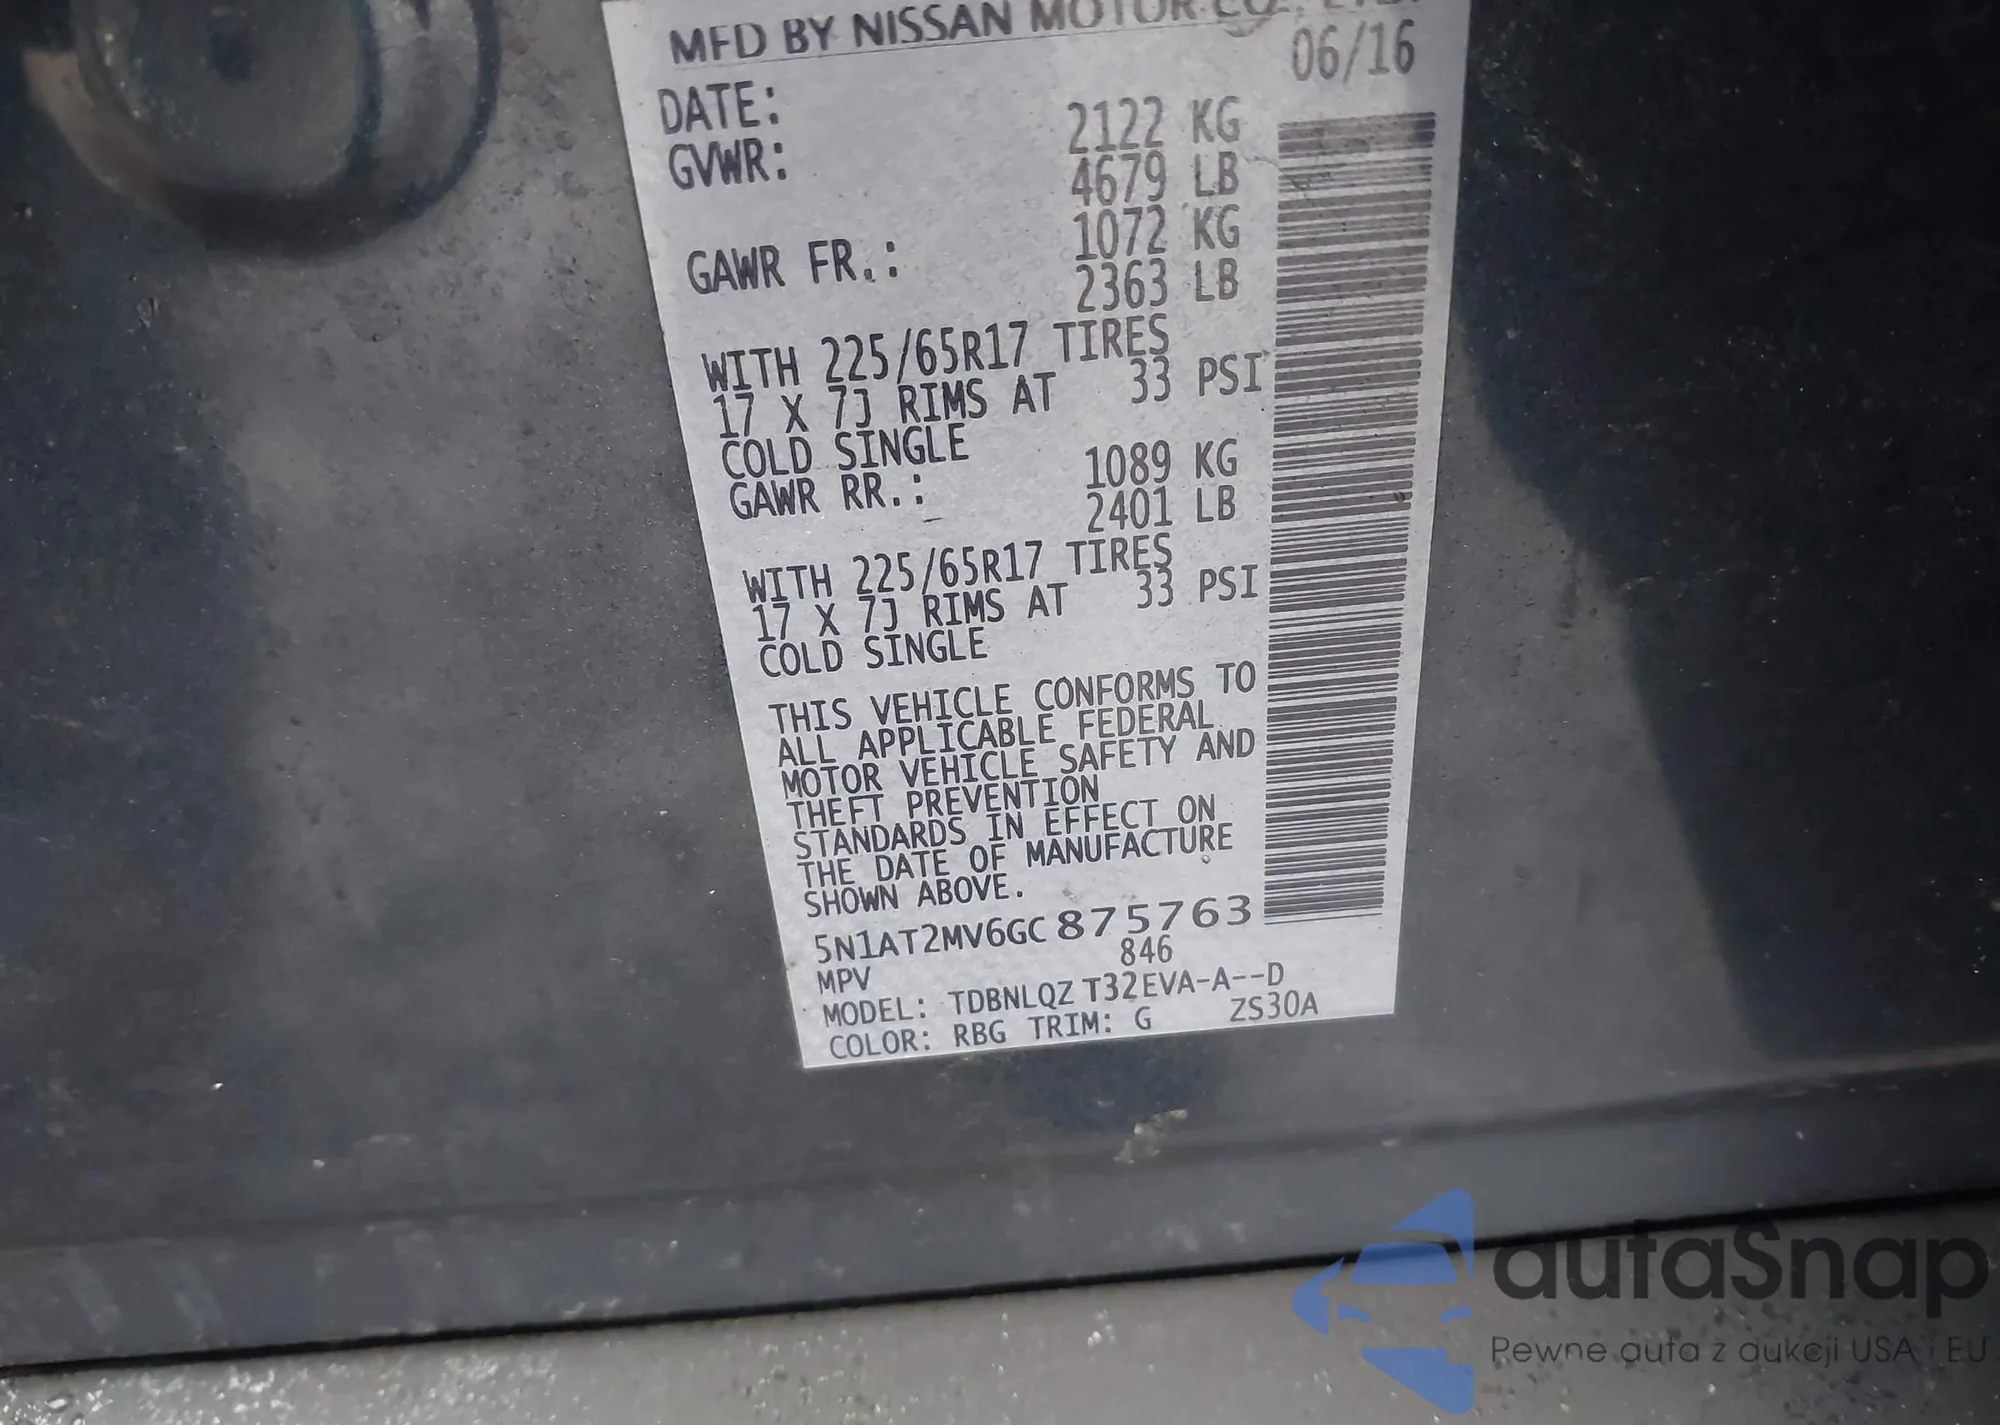 MFD BY NISSAN MOTOR CO., LTD.
DATE: 06/16
GVWR: 2122 KG
4679 LB
GAWR FR.: 1072 KG
2363 LB
WITH 225/65R17 TIRES
17 X 7J RIMS AT 33 PSI
COLD SINGLE
GAWR RR.: 1089 KG
2401 LB
WITH 225/65R17 TIRES
17 X 7J RIMS AT 33 PSI
COLD SINGLE
THIS VEHICLE CONFORMS TO
ALL APPLICABLE FEDERAL
MOTOR VEHICLE SAFETY AND
THEFT PREVENTION
STANDARDS IN EFFECT ON
THE DATE OF MANUFACTURE
SHOWN ABOVE.
5N1AT2MV6GC875763
MPV 846
MODEL: TDBNLQZ T32EVA-A--D
COLOR: RBG TRIM: G ZS30A
autaSnap
Pewne auta z aukcji USA i EU